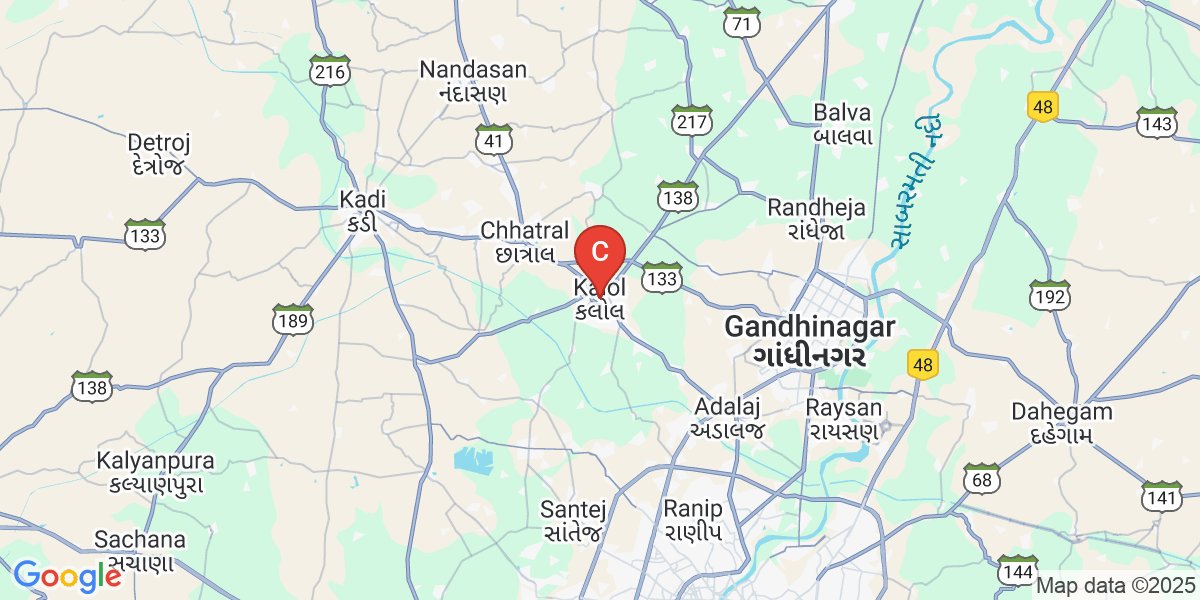 71
Nandasan
નંદાસણ
216
48
Balva
બાલવા
217
143
41
Detroj
દેત્રોજ
સાબરમતી નદી
138
Kadi
કડી
Randheja
રાંધેજા
133
Chhatral
છાત્રાલ
C
133
Kalol
કલોલ
192
189
Gandhinagar
ગાંધીનગર
48
138
Adalaj
અડાલજ
Raysan
રાયસણ
Dahegam
દહેગામ
Kalyanpura
કલ્યાણપુરા
68
141
Santej
સાંતેજ
Ranip
રાણીપ
Sachana
સચાણા
144
Google
Map data ©2025